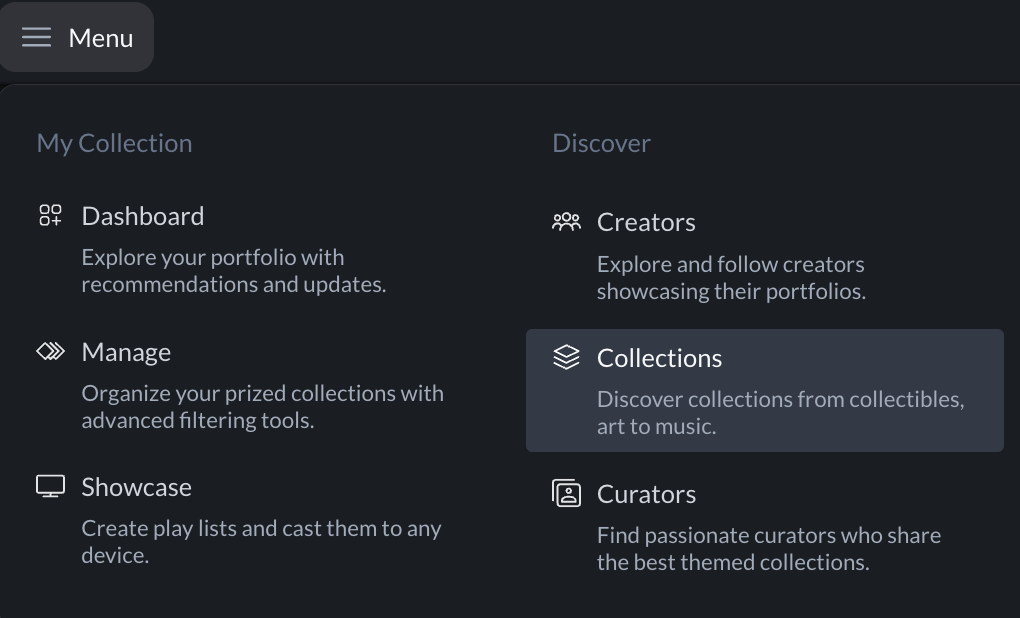 Menu
My Collection
Dashboard
Explore your portfolio with
recommendations and updates.
Manage
Organize your prized collections with
advanced filtering tools.
Showcase
Create play lists and cast them to any
device.
Discover
Creators
Explore and follow creators
showcasing their portfolios.
Collections
Discover collections from collectibles,
art to music.
Curators
Find passionate curators who share
the best themed collections.